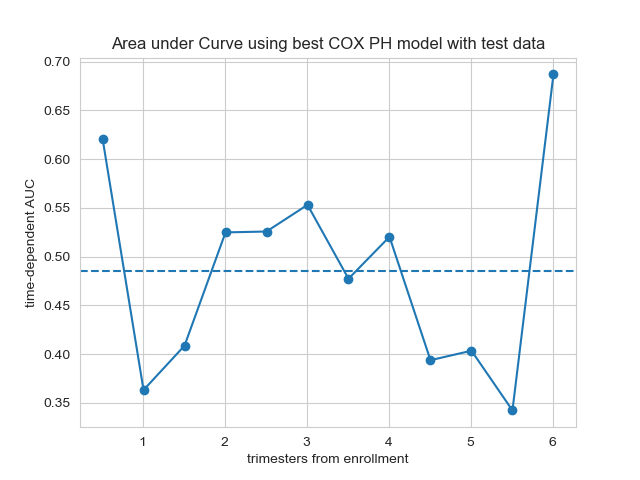 Area under Curve using best COX PH model with test data
0.70
0.65
0.60
0.55
0.50
0.45
0.40
0.35
time-dependent AUC
1 2 3 4 5 6
trimesters from enrollment